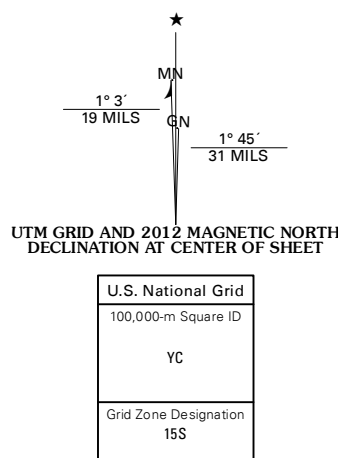 ★
MN
1° 3´
19 MILS
GN
1° 45´
31 MILS
UTM GRID AND 2012 MAGNETIC NORTH
DECLINATION AT CENTER OF SHEET
U.S. National Grid
100,000-m Square ID
YC
Grid Zone Designation
15S